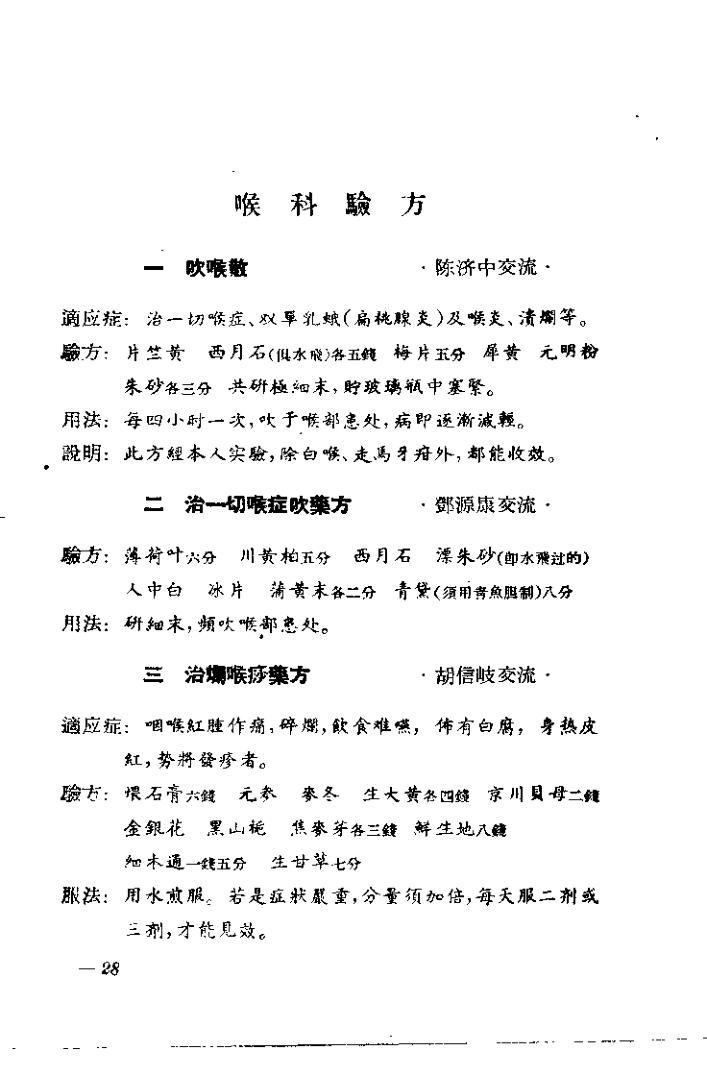 喉科驗方
一 吹喉散 ·陈济中交流·
適应症：治一切喉症、双單乳蛾(扁桃腺炎)及喉炎、潰爛等。
驗方：片竺黄 西月石(俱水飛)各五錢 梅片五分 犀黄 元明粉
朱砂各三分 共研極細末，貯玻璃瓶中塞緊。
用法：每四小时一次，吹于喉部患处，病即逐漸減輕。
說明：此方經本人实驗，除白喉、走馬牙疳外，都能收效。
二 治一切喉症吹藥方 ·鄧源康交流·
驗方：薄荷叶六分 川黄柏五分 西月石 漂朱砂(卽水飛过的)
人中白 冰片 蒲黄末各二分 青黛(須用青魚胆制)八分
用法：研細末，頻吹喉部患处。
三 治爛喉痧藥方 ·胡信岐交流·
適应症：咽喉紅腫作痛，碎爛，飲食难嚥，佈有白腐，身热皮
紅，势將發疹者。
驗方：煨石膏六錢 元参 麥冬 生大黄各四錢 京川貝母二錢
金銀花 黑山梔 焦麥芽各三錢 鮮生地八錢
細木通一錢五分 生甘草七分
服法：用水煎服。若是症狀嚴重，分量須加倍，每天服二剂或
三剂，才能見效。
— 28